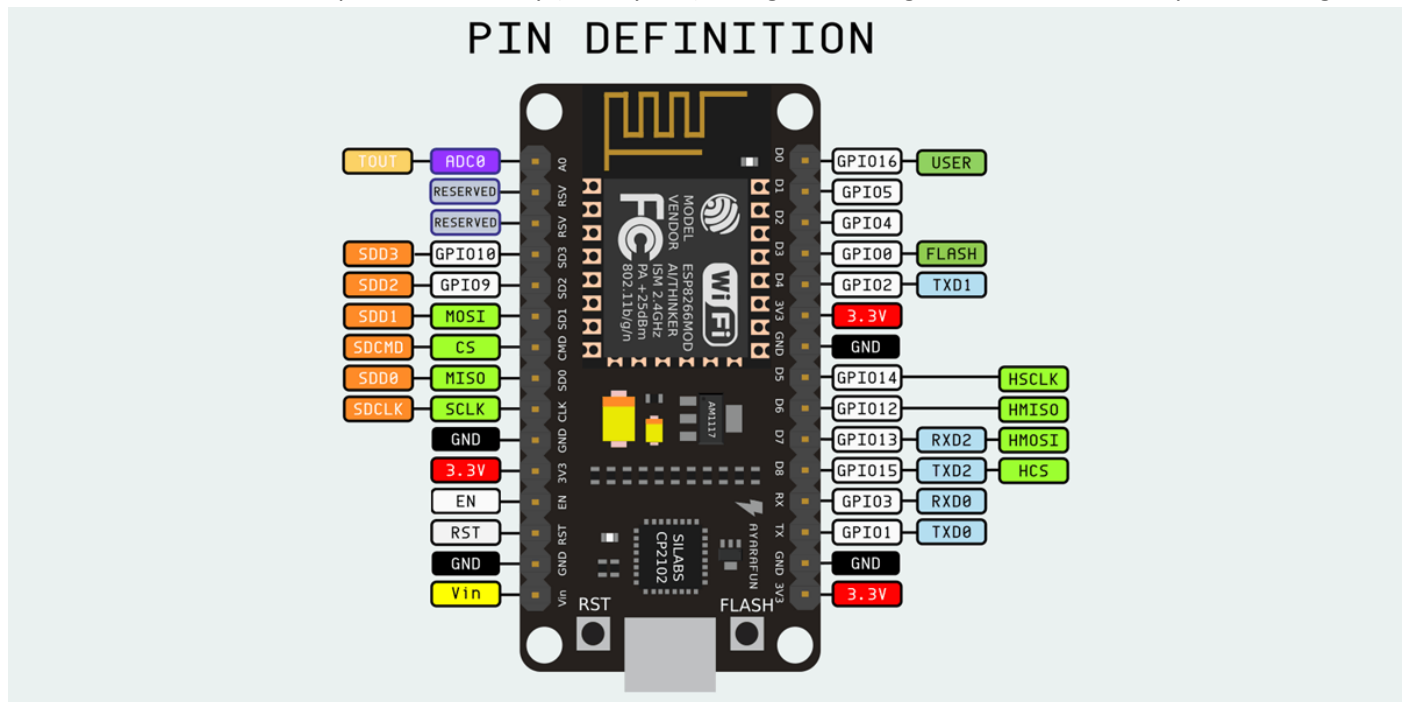 PIN DEFINITION
TOUT ADC0 A0 D0 GPIO16 USER
RESERVED RSV D1 GPIO5
RESERVED RSV D2 GPIO4
SDD3 GPIO10 SD3 D3 GPIO0 FLASH
SDD2 GPIO9 SD2 D4 GPIO2 TXD1
SDD1 MOSI SD1 3V3 3.3V
SDCMD CS CMD GND GND
SDD0 MISO SD0 D5 GPIO14 HSCLK
SDCLK SCLK CLK D6 GPIO12 HMISO
GND GND D7 GPIO13 RXD2 HMOSI
3.3V 3V3 D8 GPIO15 TXD2 HCS
EN EN RX GPIO3 RXD0
RST RST TX GPIO1 TXD0
GND GND GND GND
Vin Vin 3V3 3.3V
MODEL
VENDOR
FC
WiFi
ESP8266MOD
AI/THINKER
ISM 2.4GHz
PA +25dBm
802.11b/g/n
AM1117
AYARAFUN
SILABS
CP2102
RST FLASH